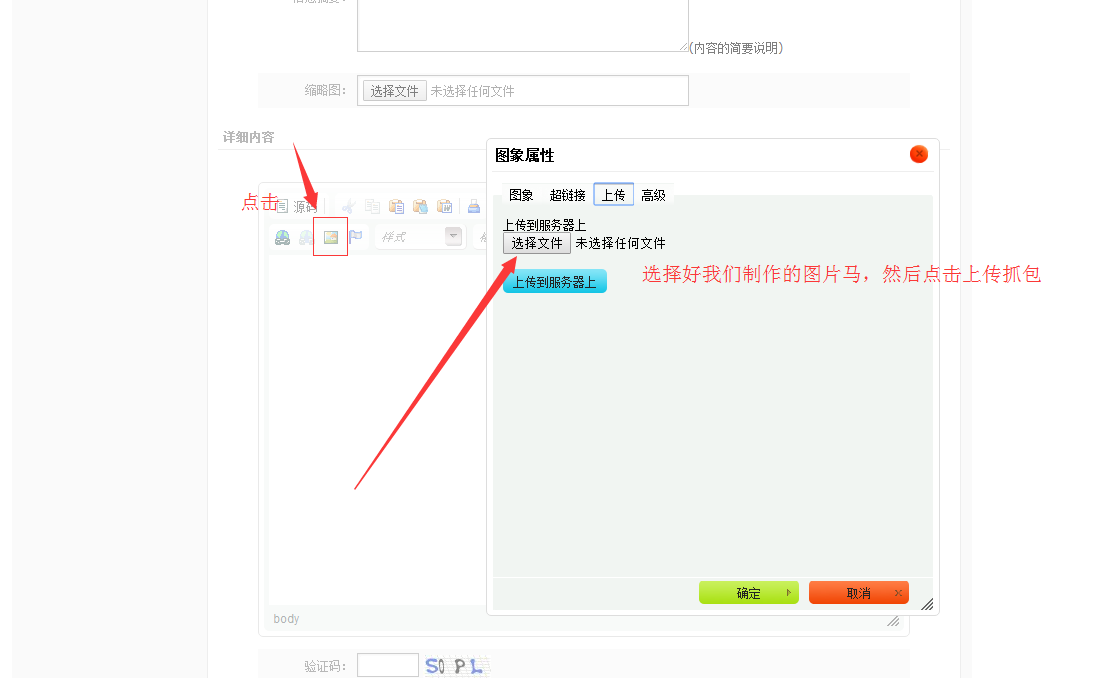 (内容的简要说明)
缩略图: 选择文件 未选择任何文件
详细内容
图象属性
点击
源码
样式
图象 超链接 上传 高级
上传到服务器上
选择文件 未选择任何文件
上传到服务器上
选择好我们制作的图片马，然后点击上传抓包
确定 取消
body
验证码: S0PL